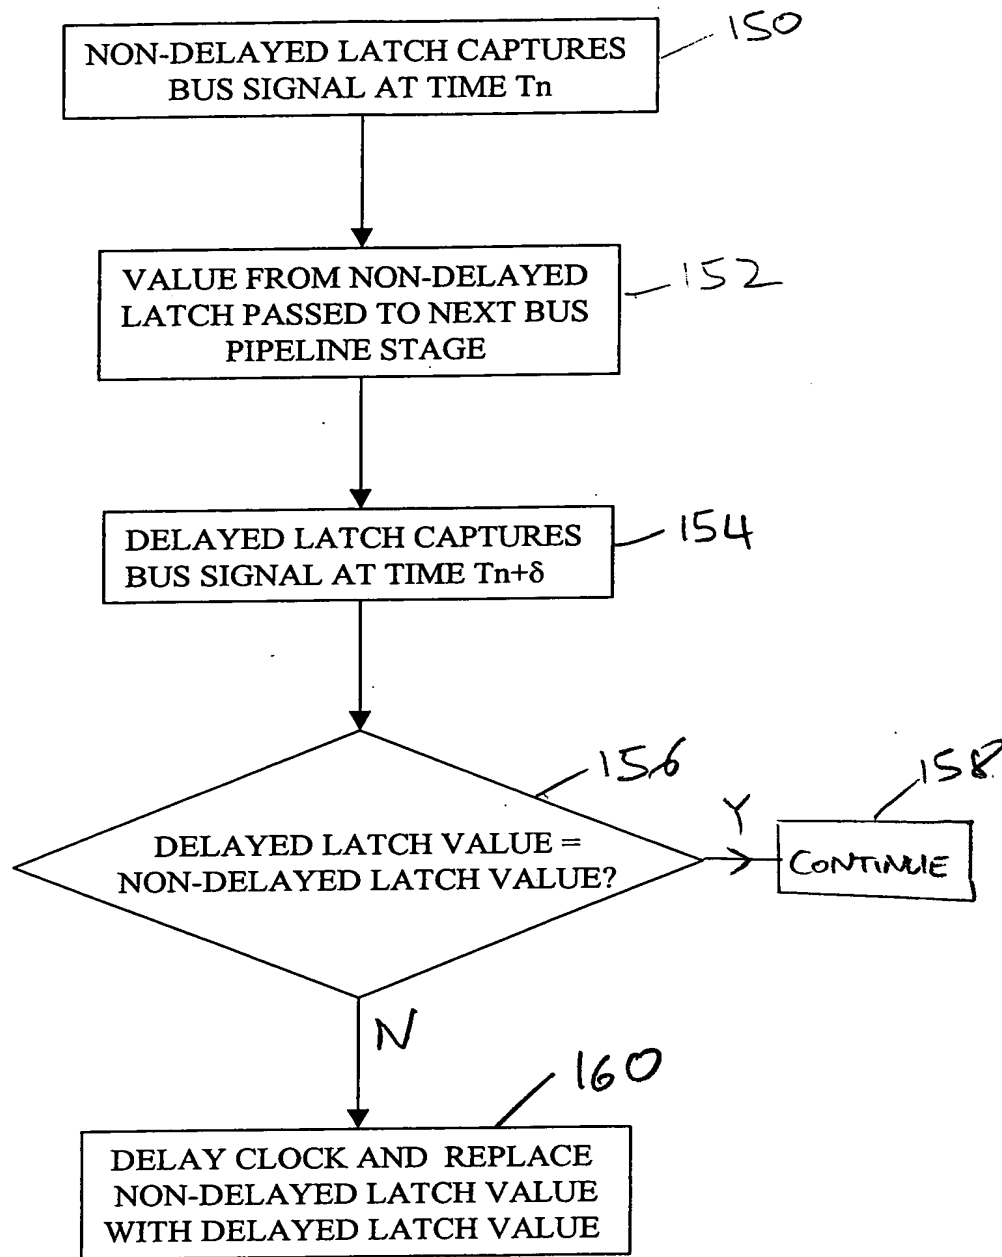 NON-DELAYED LATCH CAPTURES
BUS SIGNAL AT TIME Tn
150
VALUE FROM NON-DELAYED
LATCH PASSED TO NEXT BUS
PIPELINE STAGE
152
DELAYED LATCH CAPTURES
BUS SIGNAL AT TIME Tn+δ
154
156
DELAYED LATCH VALUE =
NON-DELAYED LATCH VALUE?
Y
158
CONTINUE
N
160
DELAY CLOCK AND REPLACE
NON-DELAYED LATCH VALUE
WITH DELAYED LATCH VALUE